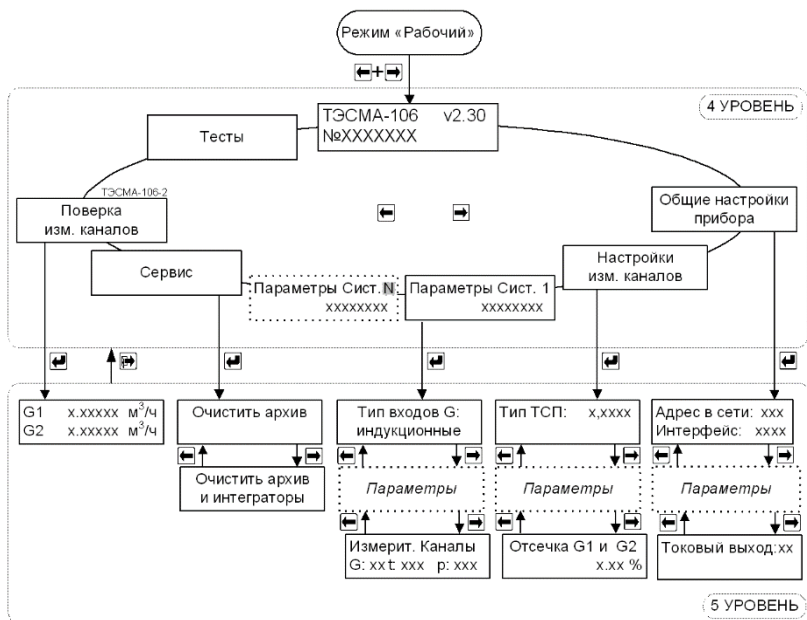 Режим «Рабочий»
+
4 УРОВЕНЬ
ТЭСМА-106 v2.30
№XXXXXXX
Тесты
ТЭСМА-106-2
Поверка
изм. каналов
Общие настройки
прибора
Сервис
Настройки
изм. каналов
Параметры Сист.N
xxxxxxxx
Параметры Сист. 1
xxxxxxxx
G1 x.xxxxx м³/ч
G2 x.xxxxx м³/ч
Очистить архив
Тип входов G:
индукционные
Тип ТСП: x,xxxx
Адрес в сети: xxx
Интерфейс: xxxx
Очистить архив
и интеграторы
Параметры
Параметры
Параметры
Измерит. Каналы
G: xxt xxx p: xxx
Отсечка G1 и G2
x.xx %
Токовый выход:xx
5 УРОВЕНЬ